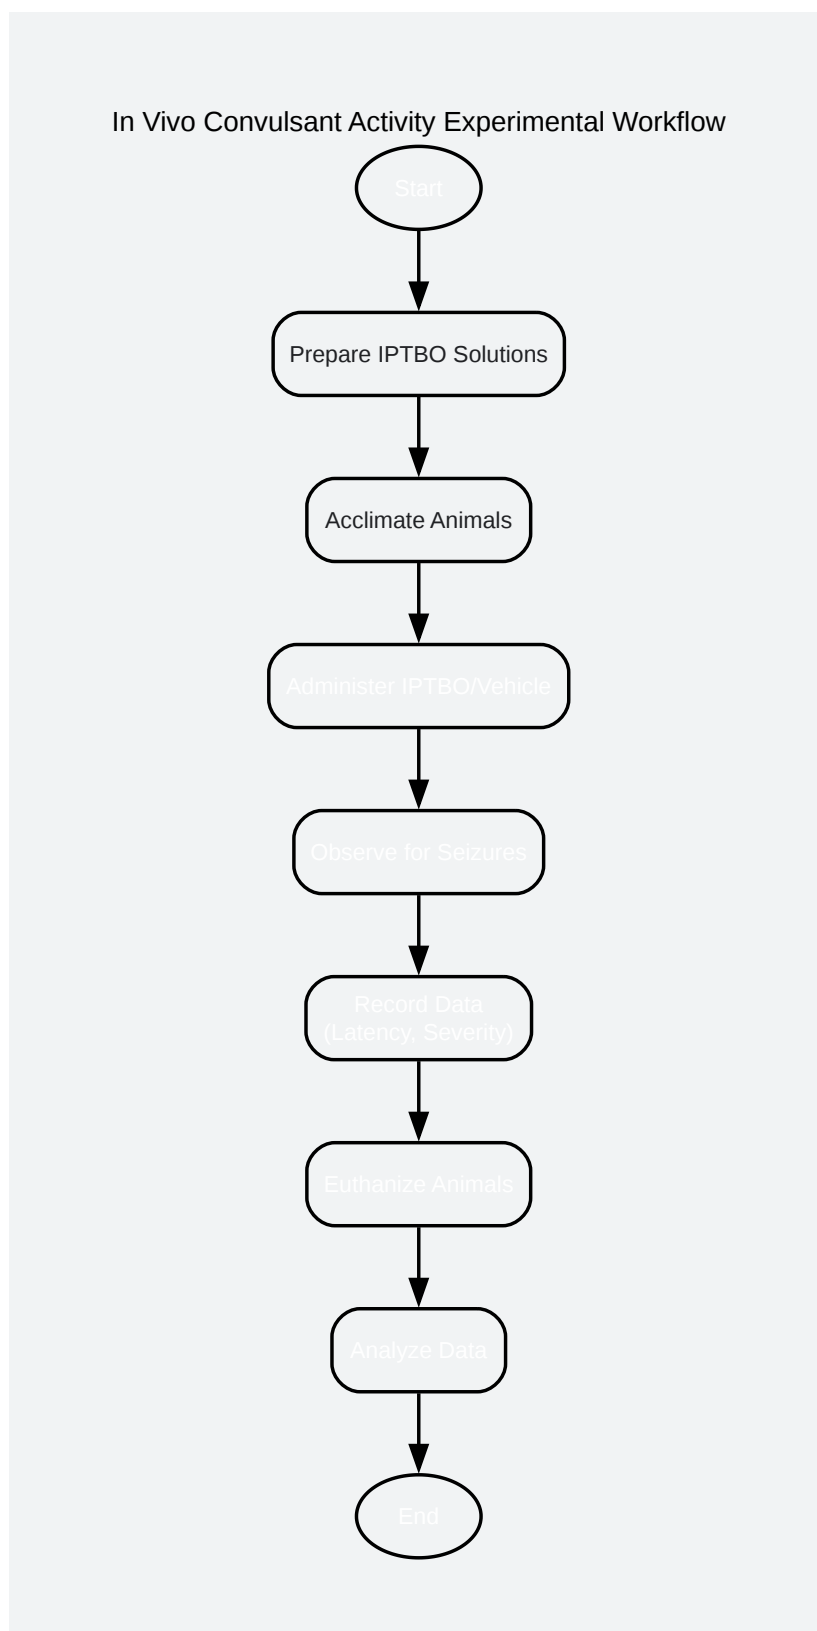 In Vivo Convulsant Activity Experimental Workflow
Start
Prepare IPTBO Solutions
Acclimate Animals
Administer IPTBO/Vehicle
Observe for Seizures
Record Data
(Latency, Severity)
Euthanize Animals
Analyze Data
End